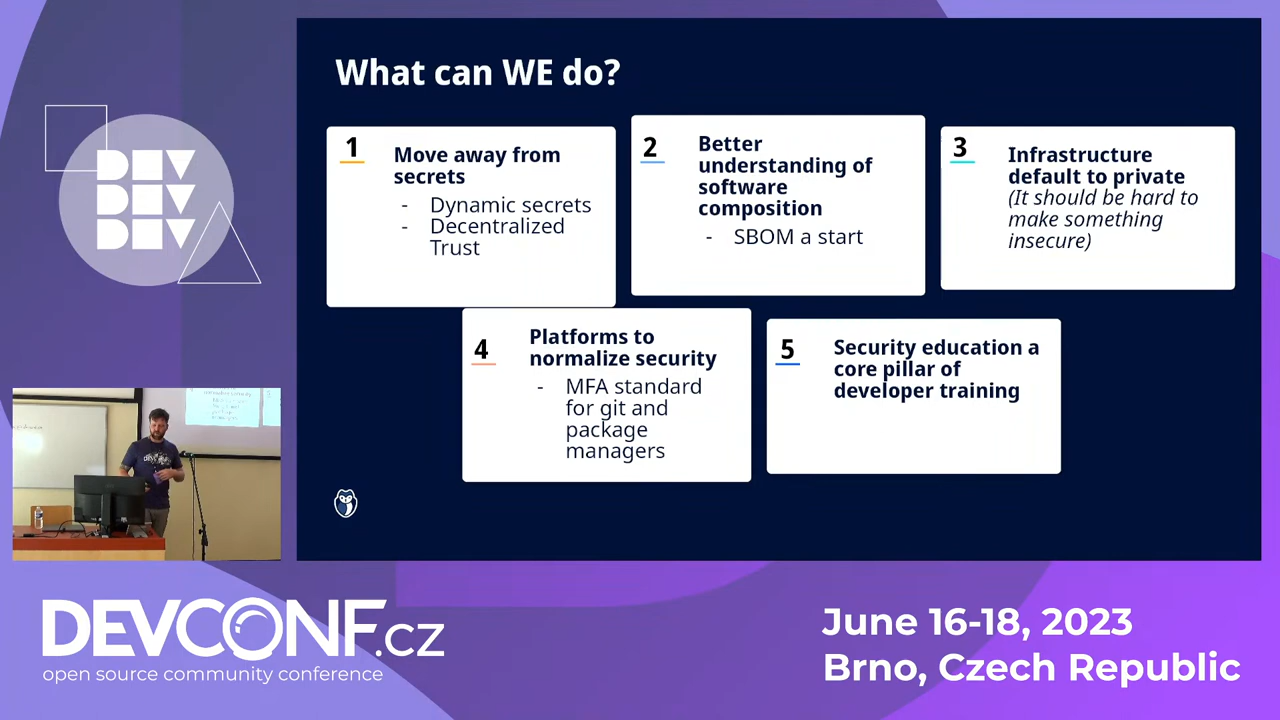 DEV
DEV
DEV
What can WE do?
1
Move away from
secrets
- Dynamic secrets
- Decentralized
Trust
2
Better
understanding of
software
composition
- SBOM a start
3
Infrastructure
default to private
(It should be hard to
make something
insecure)
4
Platforms to
normalize security
- MFA standard
for git and
package
managers
5
Security education a
core pillar of
developer training
DEVCONF.cz
open source community conference
June 16-18, 2023
Brno, Czech Republic